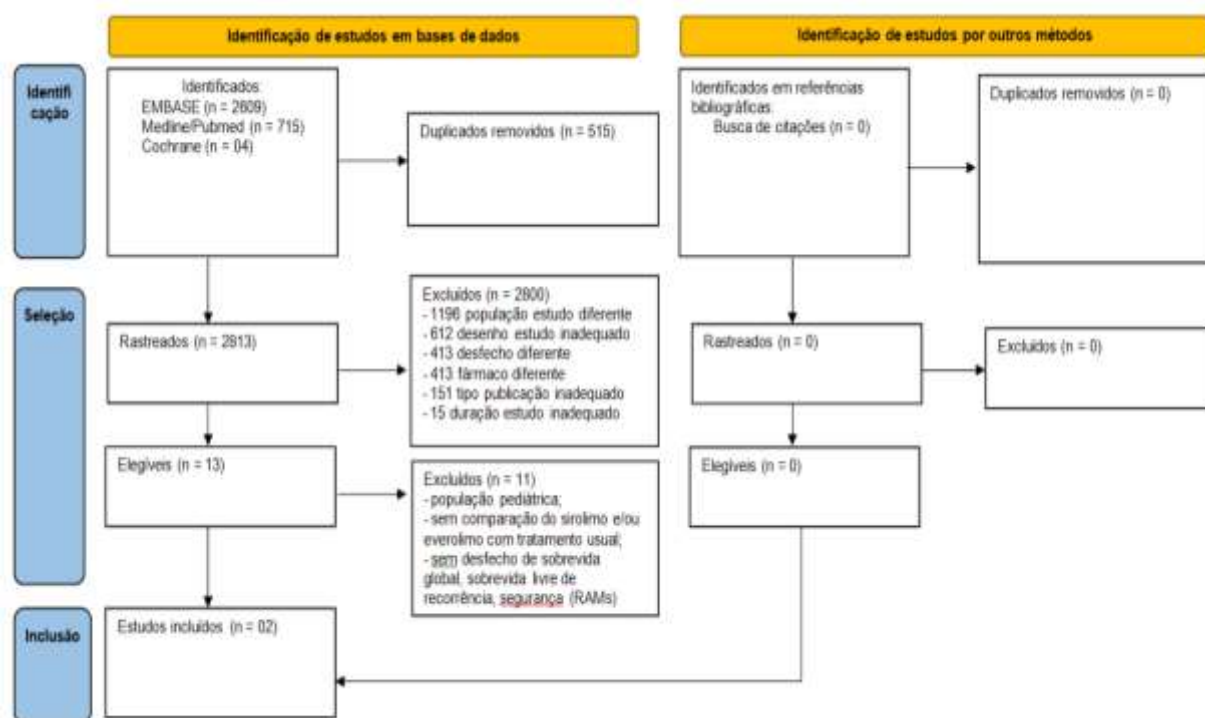 Identificação de estudos em bases de dados
Identificação de estudos por outros métodos
Identifi
cação
Identificados:
EMBASE (n = 2609)
Medline/Pubmed (n = 715)
Cochrane (n = 04)
Duplicados removidos (n = 515)
Identificados em referências
bibliográficas:
Busca de citações (n = 0)
Duplicados removidos (n = 0)
Seleção
Rastreados (n = 2813)
Excluídos (n = 2800)
- 1196 população estudo diferente
- 612 desenho estudo inadequado
- 413 desfecho diferente
- 413 fármaco diferente
- 151 tipo publicação inadequado
- 15 duração estudo inadequado
Rastreados (n = 0)
Excluídos (n = 0)
Elegíveis (n = 13)
Excluídos (n = 11)
- população pediátrica;
- sem comparação do sirolimo e/ou
everolimo com tratamento usual;
- sem desfecho de sobrevida
global, sobrevida livre de
recorrência, segurança (RAMs)
Elegíveis (n = 0)
Inclusão
Estudos incluídos (n = 02)